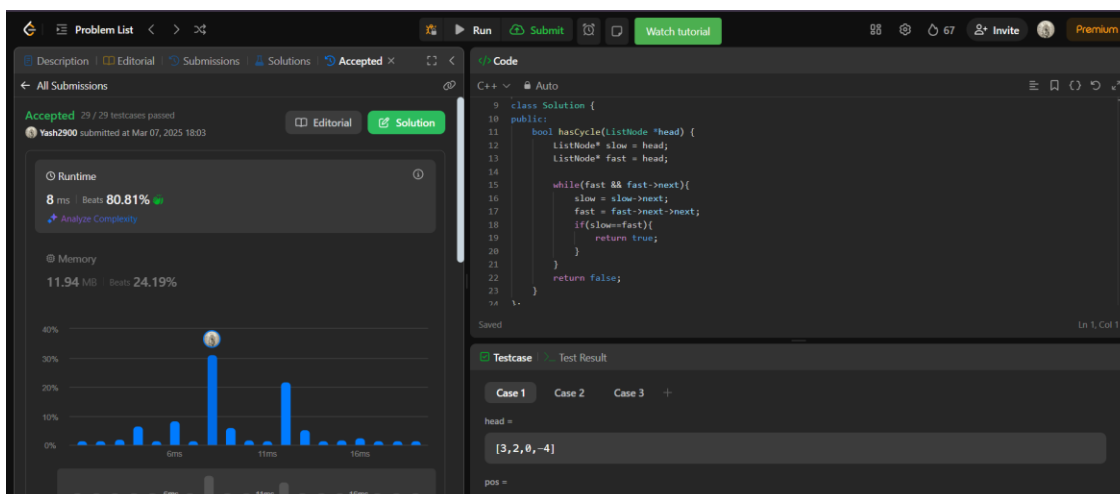 Problem List
Run
Submit
Watch tutorial
67
Invite
Premium
Description
Editorial
Submissions
Solutions
Accepted
All Submissions
Accepted 29 / 29 testcases passed
Yash2900 submitted at Mar 07, 2025 18:03
Editorial
Solution
Runtime
8 ms | Beats 80.81%
Analyze Complexity
Memory
11.94 MB | Beats 24.19%
40%
30%
20%
10%
0%
6ms
11ms
16ms
</> Code
C++
Auto
9 class Solution {
10 public:
11 bool hasCycle(ListNode *head) {
12 ListNode* slow = head;
13 ListNode* fast = head;
14
15 while(fast && fast->next){
16 slow = slow->next;
17 fast = fast->next->next;
18 if(slow==fast){
19 return true;
20 }
21 }
22 return false;
23 }
24 };
Saved
Ln 1, Col 1
Testcase
Test Result
Case 1
Case 2
Case 3
head =
[3,2,0,-4]
pos =